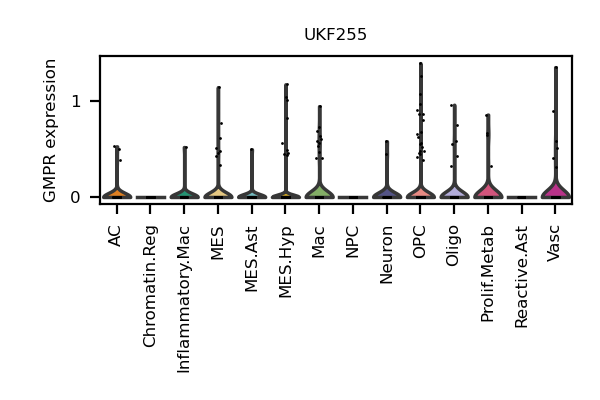 UKF255
GMPR expression
1
0
AC
Chromatin.Reg
Inflammatory.Mac
MES
MES.Ast
MES.Hyp
Mac
NPC
Neuron
OPC
Oligo
Prolif.Metab
Reactive.Ast
Vasc